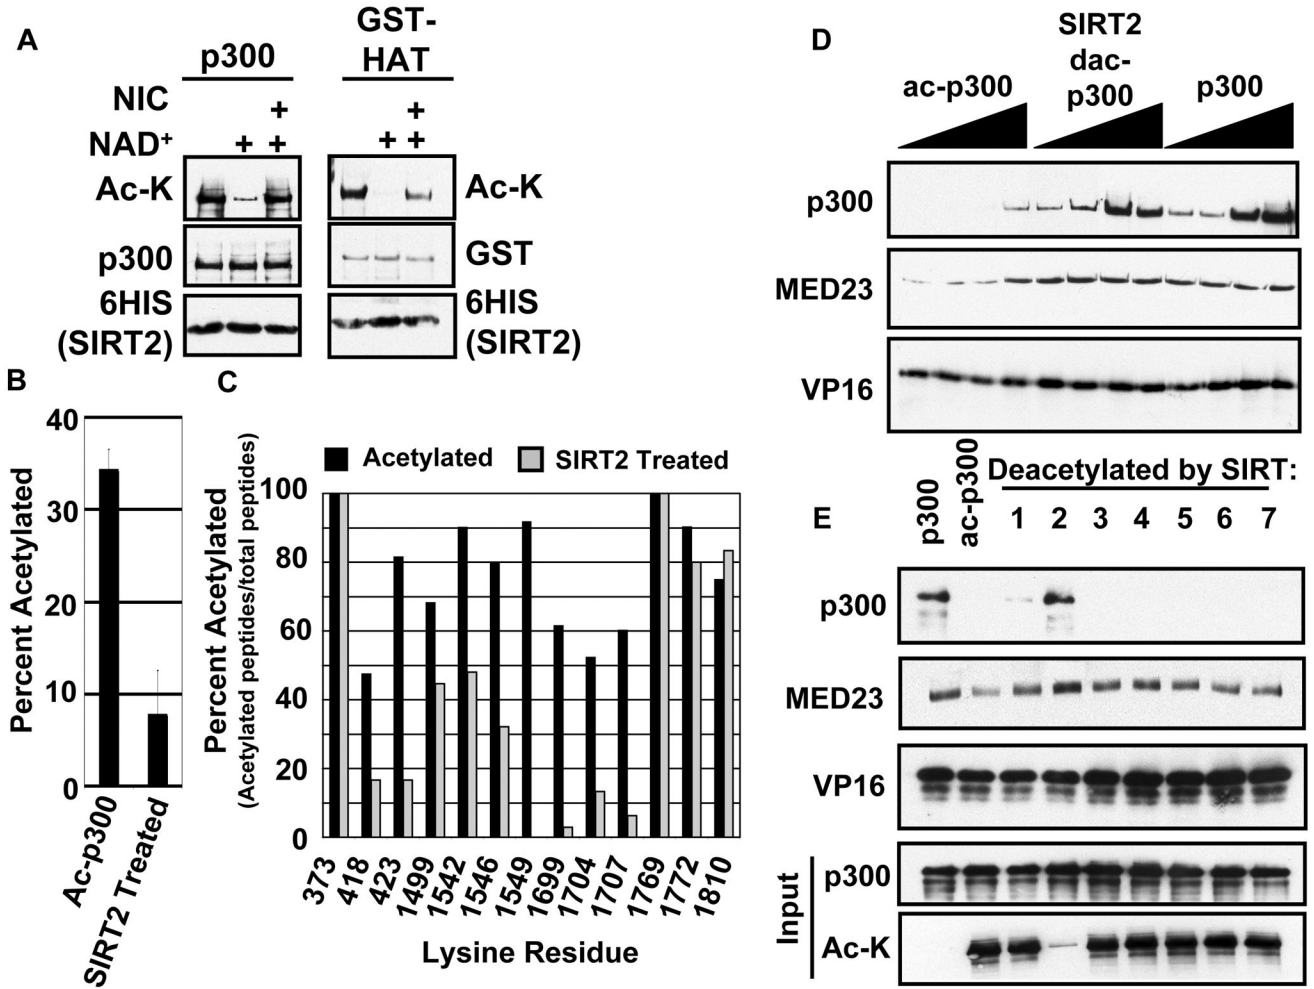 A
p300
GST-
HAT
NIC
+
+
NAD+
+ +
+ +
Ac-K
Ac-K
p300
GST
6HIS
(SIRT2)
6HIS
(SIRT2)
B
Percent Acetylated
40
30
20
10
0
Ac-p300
SIRT2 Treated
C
Percent Acetylated
(Acetylated peptides/total peptides)
Acetylated
SIRT2 Treated
100
80
60
40
20
0
373
418
423
1499
1542
1546
1549
1699
1704
1707
1769
1772
1810
Lysine Residue
D
ac-p300
SIRT2
dac-
p300
p300
p300
MED23
VP16
E
p300
ac-p300
Deacetylated by SIRT:
1 2 3 4 5 6 7
p300
MED23
VP16
Input
p300
Ac-K